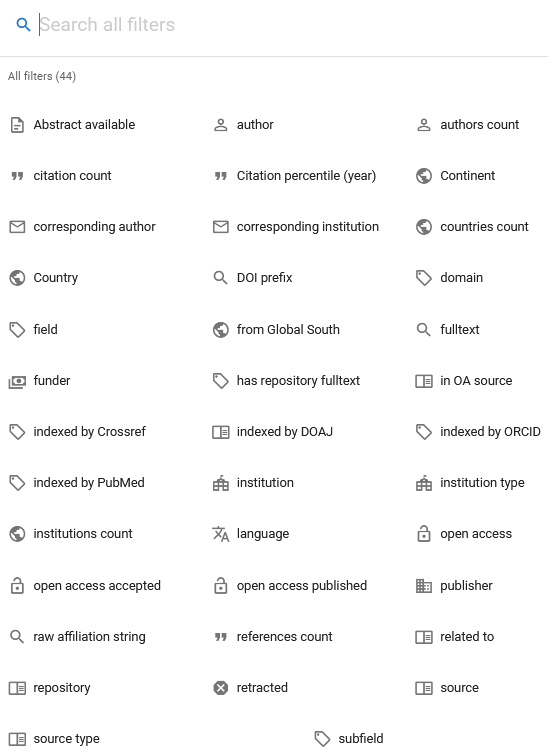 Search all filters
All filters (44)
Abstract available author authors count
citation count Citation percentile (year) Continent
corresponding author corresponding institution countries count
Country DOI prefix domain
field from Global South fulltext
funder has repository fulltext in OA source
indexed by Crossref indexed by DOAJ indexed by ORCID
indexed by PubMed institution institution type
institutions count language open access
open access accepted open access published publisher
raw affiliation string references count related to
repository retracted source
source type subfield